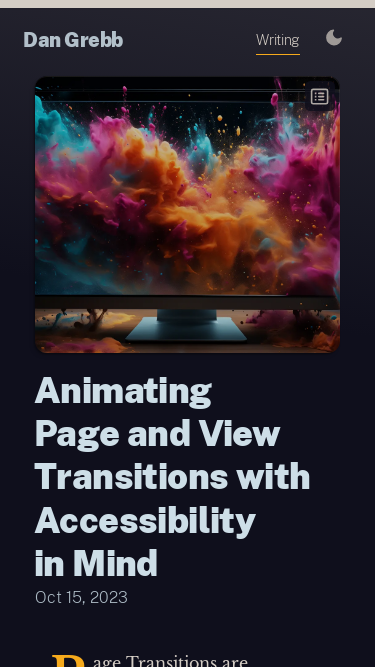 Dan Grebb
Writing
Animating
Page and View
Transitions with
Accessibility
in Mind
Oct 15, 2023
Page Transitions are